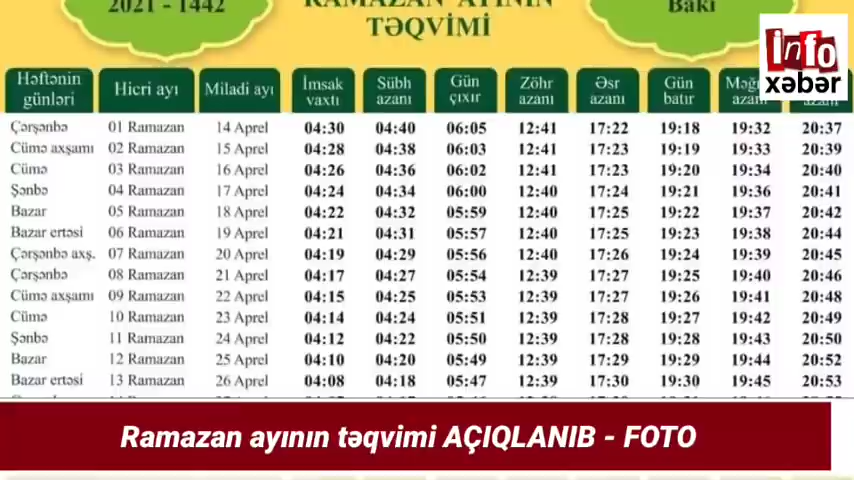 2021 - 1442
RAMAZAN AYININ
TƏQVİMİ
Bakı
info
xəbər
Həftənin günləri Hicri ayı Miladi ayı İmsak vaxtı Sübh azanı Gün çıxır Zöhr azanı Əsr azanı Gün batır azanı
Çərşənbə 01 Ramazan 14 Aprel 04:30 04:40 06:05 12:41 17:22 19:18 19:32 20:37
Cümə axşamı 02 Ramazan 15 Aprel 04:28 04:38 06:03 12:41 17:23 19:19 19:33 20:39
Cümə 03 Ramazan 16 Aprel 04:26 04:36 06:02 12:41 17:23 19:20 19:34 20:40
Şənbə 04 Ramazan 17 Aprel 04:24 04:34 06:00 12:40 17:24 19:21 19:36 20:41
Bazar 05 Ramazan 18 Aprel 04:22 04:32 05:59 12:40 17:25 19:22 19:37 20:42
Bazar ertəsi 06 Ramazan 19 Aprel 04:21 04:31 05:57 12:40 17:25 19:23 19:38 20:44
Çərşənbə axş. 07 Ramazan 20 Aprel 04:19 04:29 05:56 12:40 17:26 19:24 19:39 20:45
Çərşənbə 08 Ramazan 21 Aprel 04:17 04:27 05:54 12:39 17:27 19:25 19:40 20:46
Cümə axşamı 09 Ramazan 22 Aprel 04:15 04:25 05:53 12:39 17:27 19:26 19:41 20:48
Cümə 10 Ramazan 23 Aprel 04:14 04:24 05:51 12:39 17:28 19:27 19:42 20:49
Şənbə 11 Ramazan 24 Aprel 04:12 04:22 05:50 12:39 17:28 19:28 19:43 20:50
Bazar 12 Ramazan 25 Aprel 04:10 04:20 05:49 12:39 17:29 19:29 19:44 20:52
Bazar ertəsi 13 Ramazan 26 Aprel 04:08 04:18 05:47 12:39 17:30 19:30 19:45 20:53
Ramazan ayının təqvimi AÇIQLANIB - FOTO